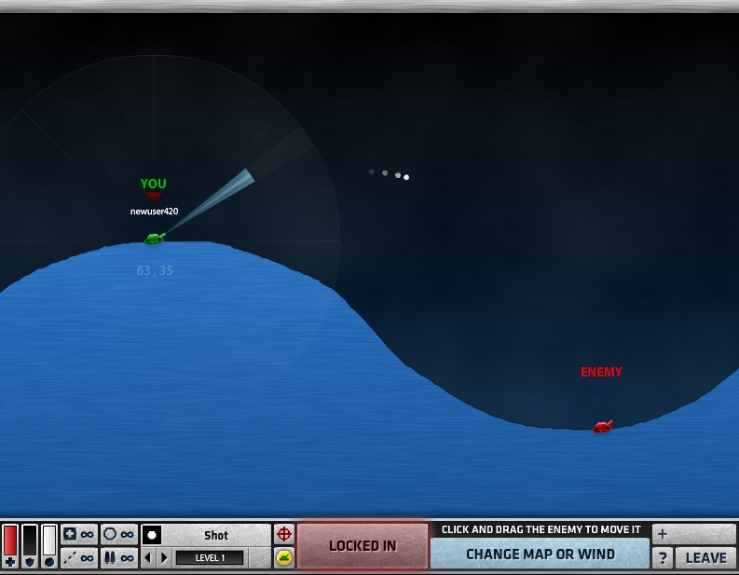 YOU
newuser420
63,35
ENEMY
CLICK AND DRAG THE ENEMY TO MOVE IT
∞ ∞ Shot
LOCKED IN
+
∞ ∞ LEVEL 1
CHANGE MAP OR WIND
? LEAVE